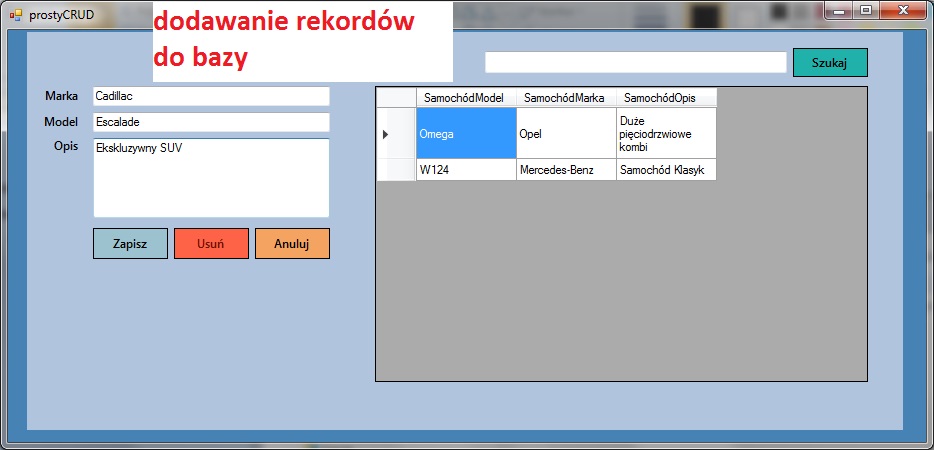 prostyCRUD
dodawanie rekordów
do bazy
Szukaj
Marka Cadillac
Model Escalade
Opis Ekskluzywny SUV
Zapisz Usuń Anuluj
SamochódModel SamochódMarka SamochódOpis
Omega Opel Duże
pięciodrzwiowe
kombi
W124 Mercedes-Benz Samochód Klasyk